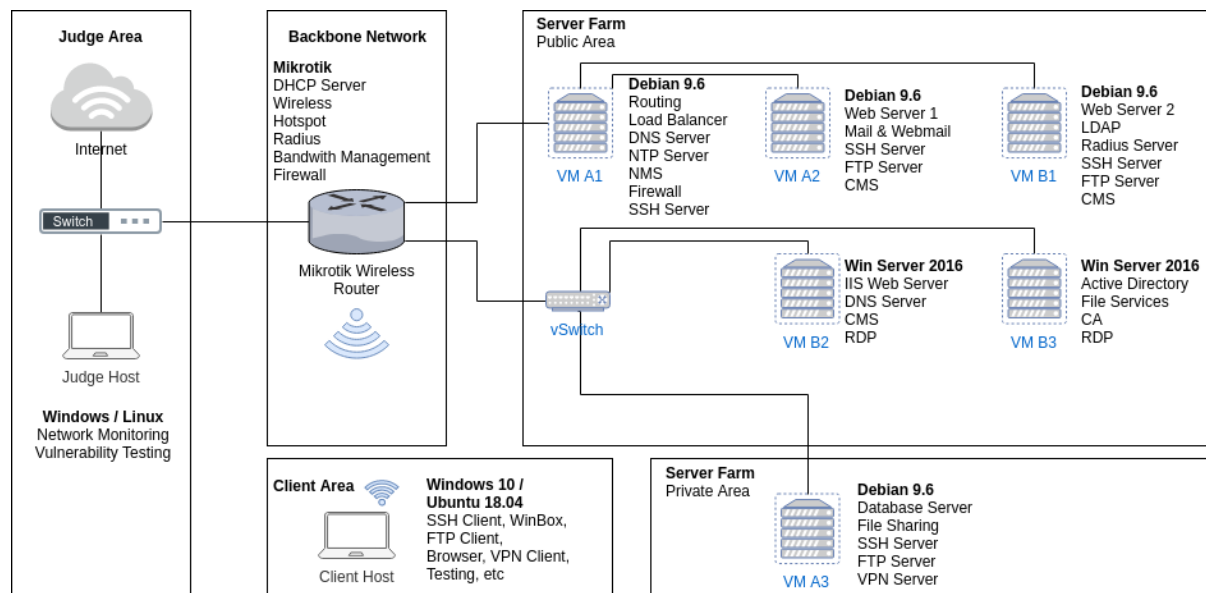 Judge Area
Internet
Switch
Judge Host
Windows / Linux
Network Monitoring
Vulnerability Testing
Backbone Network
Mikrotik
DHCP Server
Wireless
Hotspot
Radius
Bandwith Management
Firewall
Mikrotik Wireless
Router
Server Farm
Public Area
VM A1
Debian 9.6
Routing
Load Balancer
DNS Server
NTP Server
NMS
Firewall
SSH Server
VM A2
Debian 9.6
Web Server 1
Mail & Webmail
SSH Server
FTP Server
CMS
VM B1
Debian 9.6
Web Server 2
LDAP
Radius Server
SSH Server
FTP Server
CMS
vSwitch
VM B2
Win Server 2016
IIS Web Server
DNS Server
CMS
RDP
VM B3
Win Server 2016
Active Directory
File Services
CA
RDP
Client Area
Client Host
Windows 10 /
Ubuntu 18.04
SSH Client, WinBox,
FTP Client,
Browser, VPN Client,
Testing, etc
Server Farm
Private Area
VM A3
Debian 9.6
Database Server
File Sharing
SSH Server
FTP Server
VPN Server